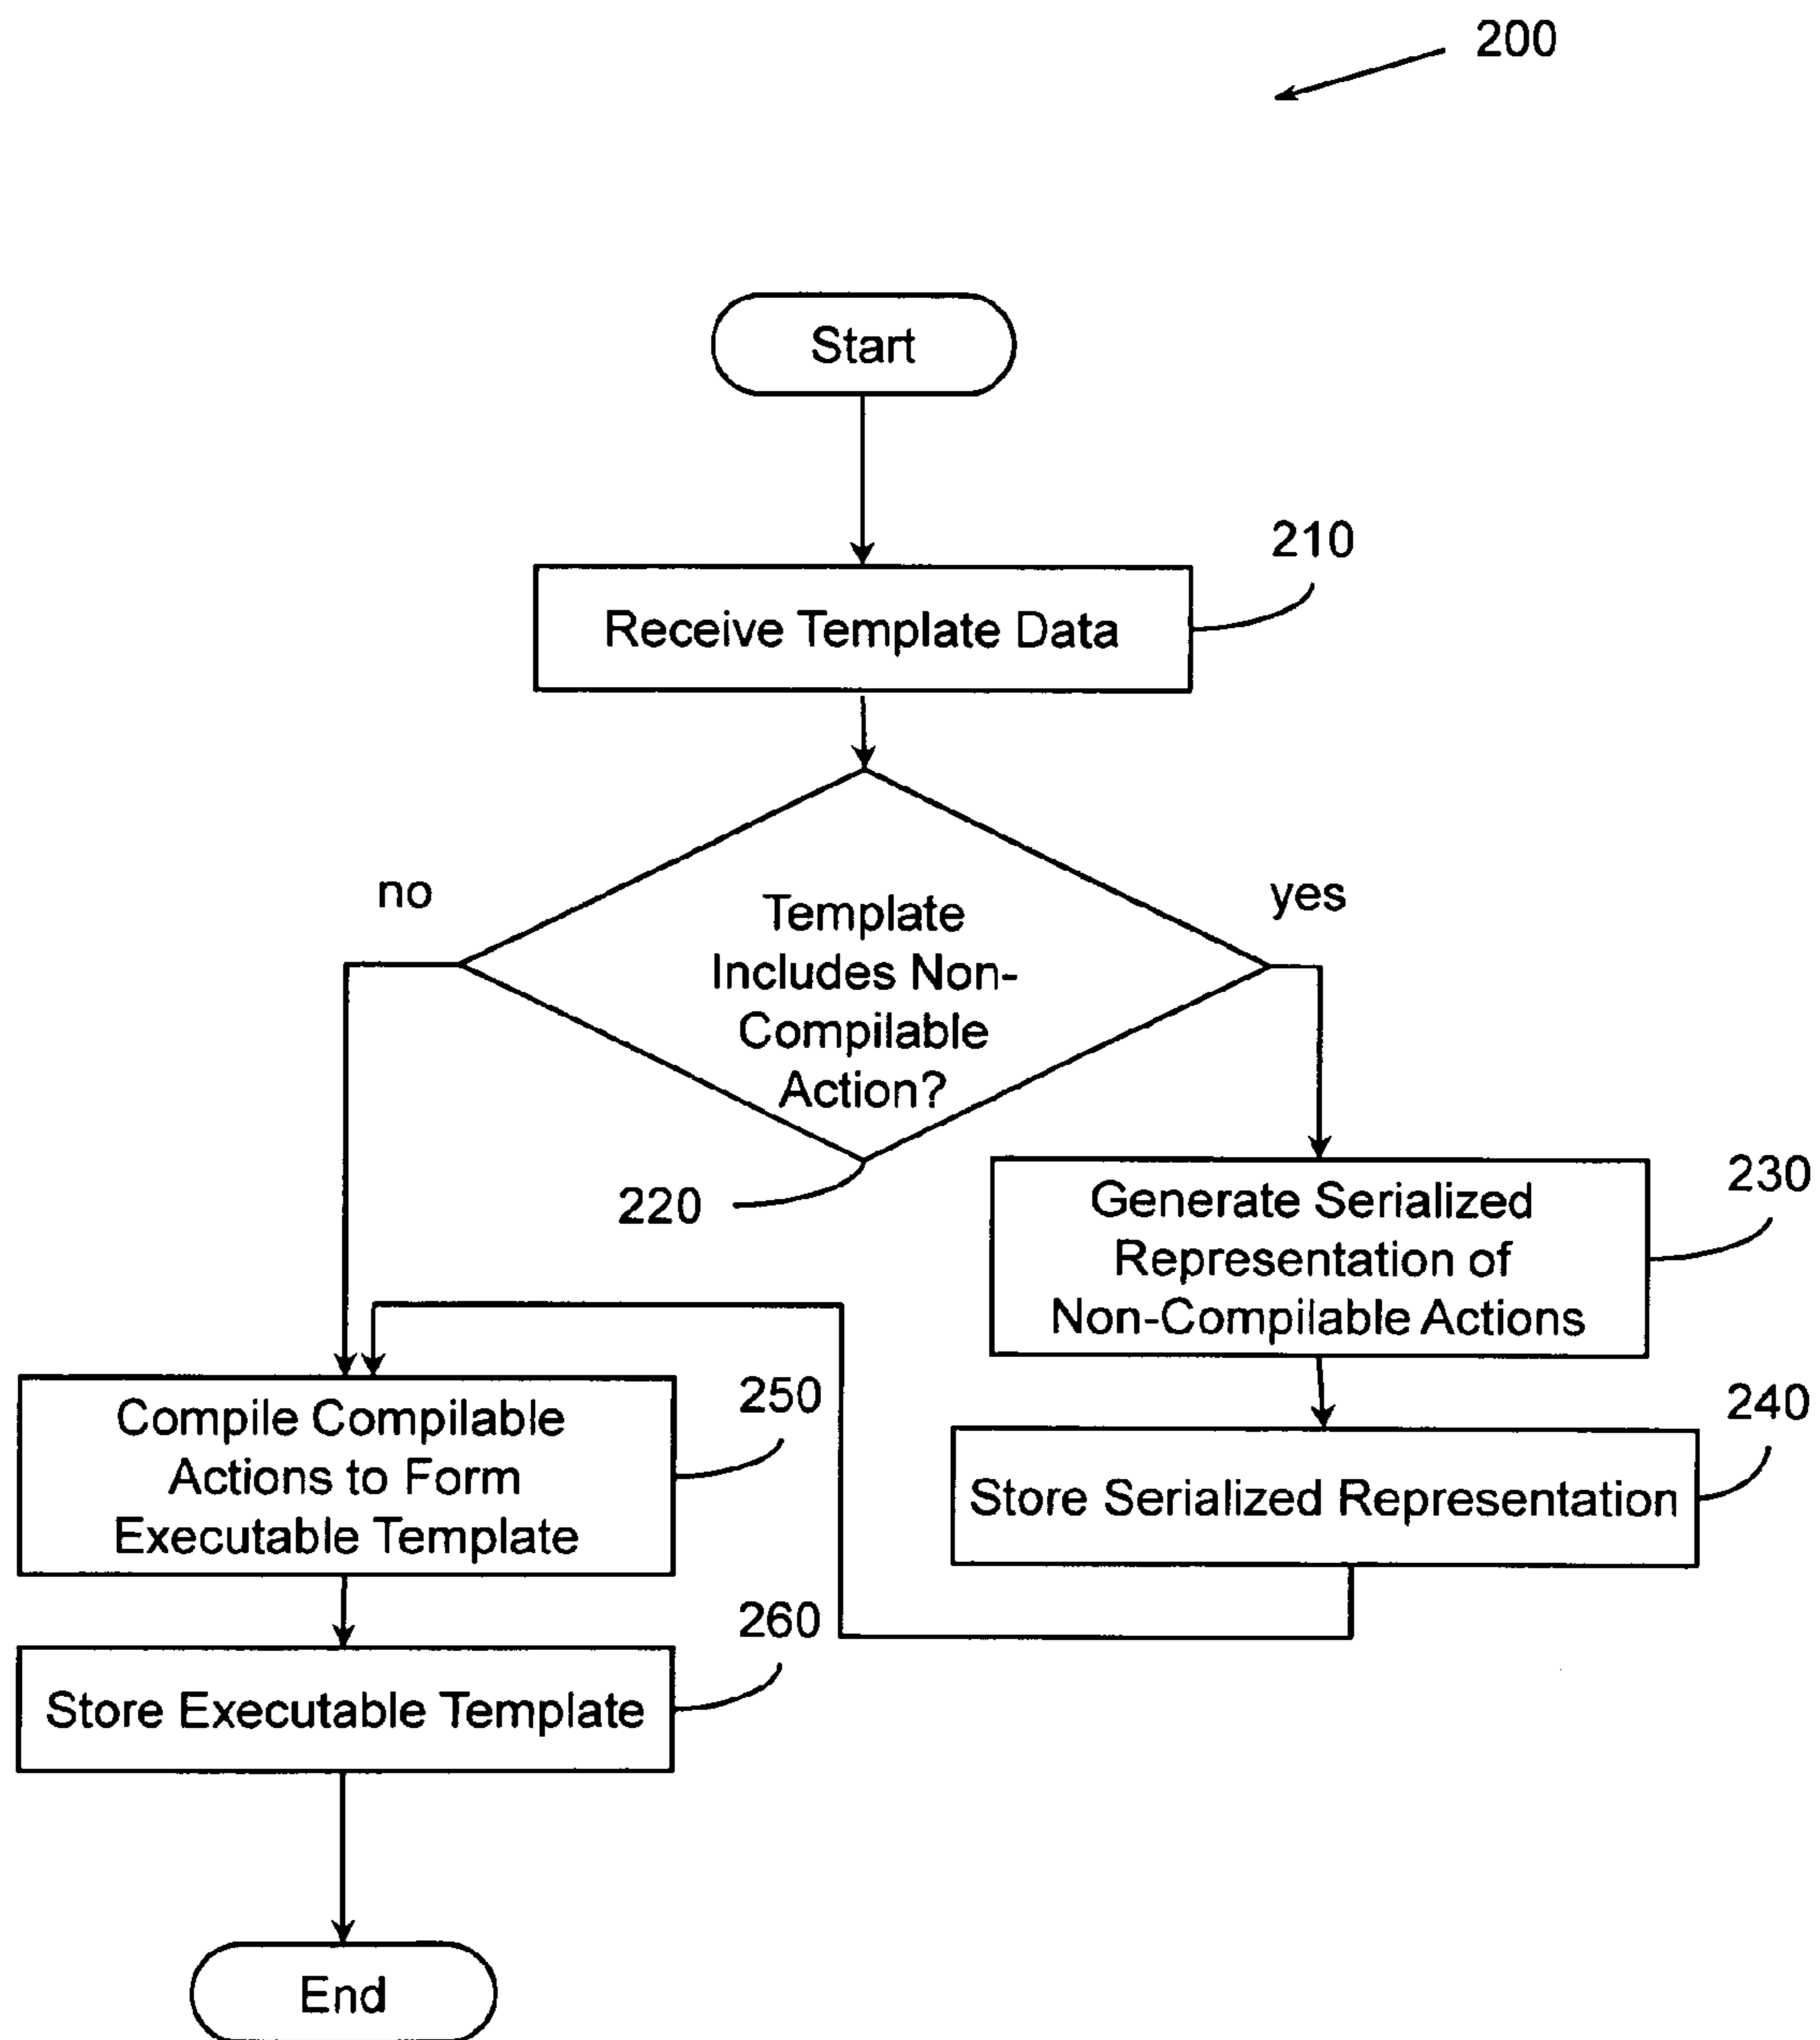 200
Start
210
Receive Template Data
no
yes
Template
Includes Non-
Compilable
Action?
220
230
Generate Serialized
Representation of
Non-Compilable Actions
250
Compile Compilable
Actions to Form
Executable Template
240
Store Serialized Representation
260
Store Executable Template
End